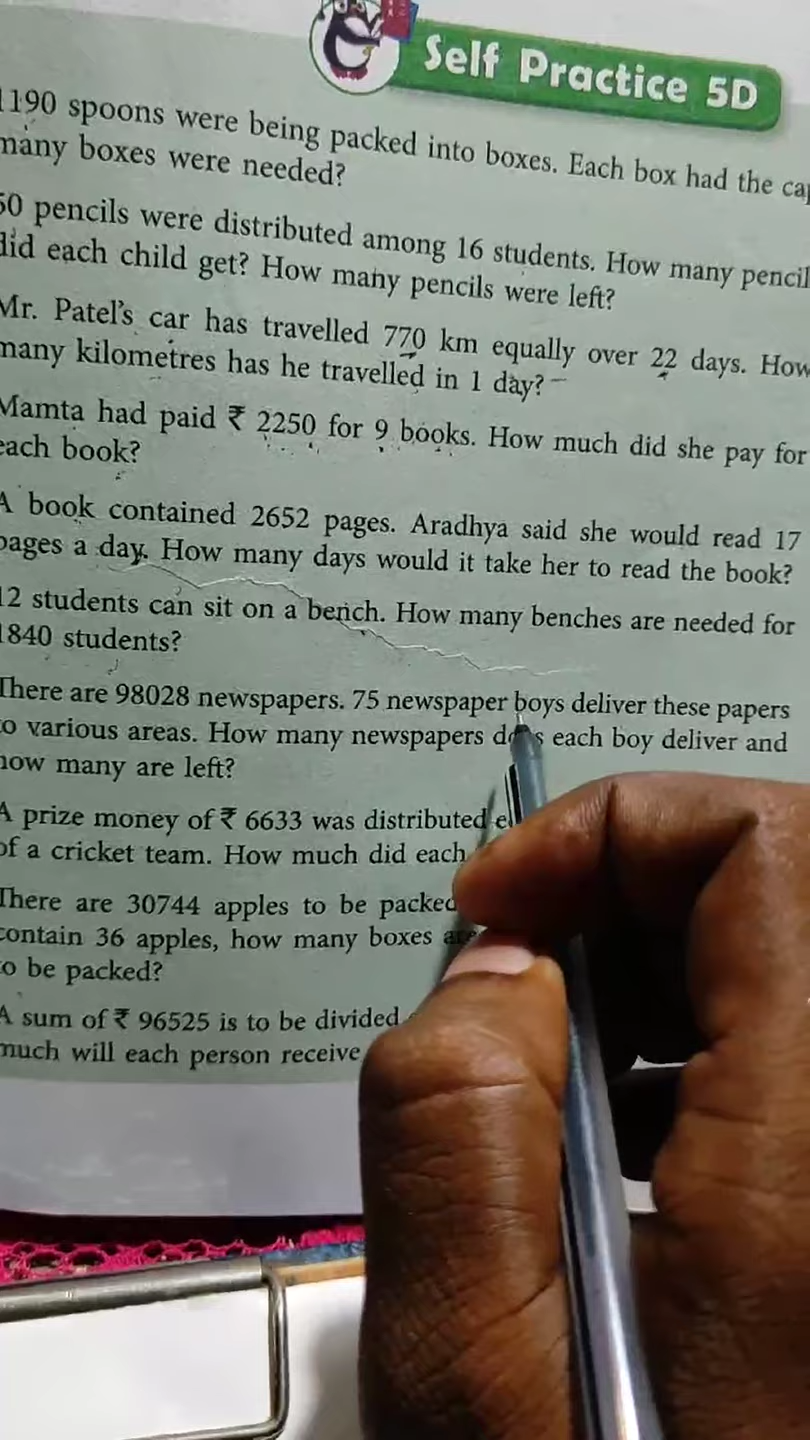 Self Practice 5D
1190 spoons were being packed into boxes. Each box had the
many boxes were needed?
50 pencils were distributed among 16 students. How many pencil
did each child get? How many pencils were left?
Mr. Patel's car has travelled 770 km equally over 22 days. How
many kilometres has he travelled in 1 day?
Mamta had paid ₹ 2250 for 9 books. How much did she pay for
each book?
A book contained 2652 pages. Aradhya said she would read 17
pages a day. How many days would it take her to read the book?
12 students can sit on a bench. How many benches are needed for
1840 students?
There are 98028 newspapers. 75 newspaper boys deliver these papers
to various areas. How many newspapers does each boy deliver and
how many are left?
A prize money of ₹ 6633 was distributed
of a cricket team. How much did each
There are 30744 apples to be packed
contain 36 apples, how many boxes are
to be packed?
A sum of ₹ 96525 is to be divided
much will each person receive